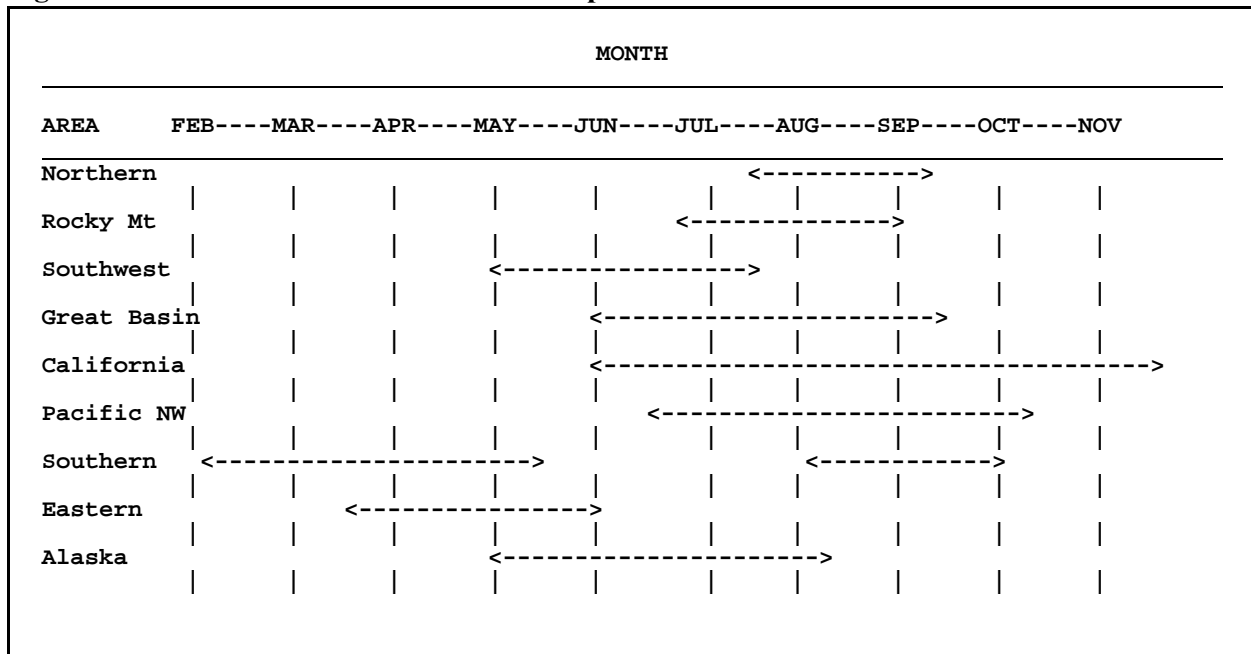 MONTH
AREA     FEB----MAR----APR----MAY----JUN----JUL----AUG----SEP----OCT----NOV
Northern                                         <----------->
          |      |      |      |      |       |     |      |      |      |
Rocky Mt                                    <-------------->
          |      |      |      |      |       |     |      |      |      |
Southwest                      <----------------->
          |      |      |      |      |       |     |      |      |      |
Great Basin                           <----------------------->
          |      |      |      |      |       |     |      |      |      |
California                            <-------------------------------------->
          |      |      |      |      |       |     |      |      |      |
Pacific NW                                <------------------------->
          |      |      |      |      |       |     |      |      |      |
Southern   <---------------------->                  <------------>
          |      |      |      |      |       |     |      |      |      |
Eastern              <---------------->
          |      |      |      |      |       |     |      |      |      |
Alaska                         <---------------------->
          |      |      |      |      |       |     |      |      |      |